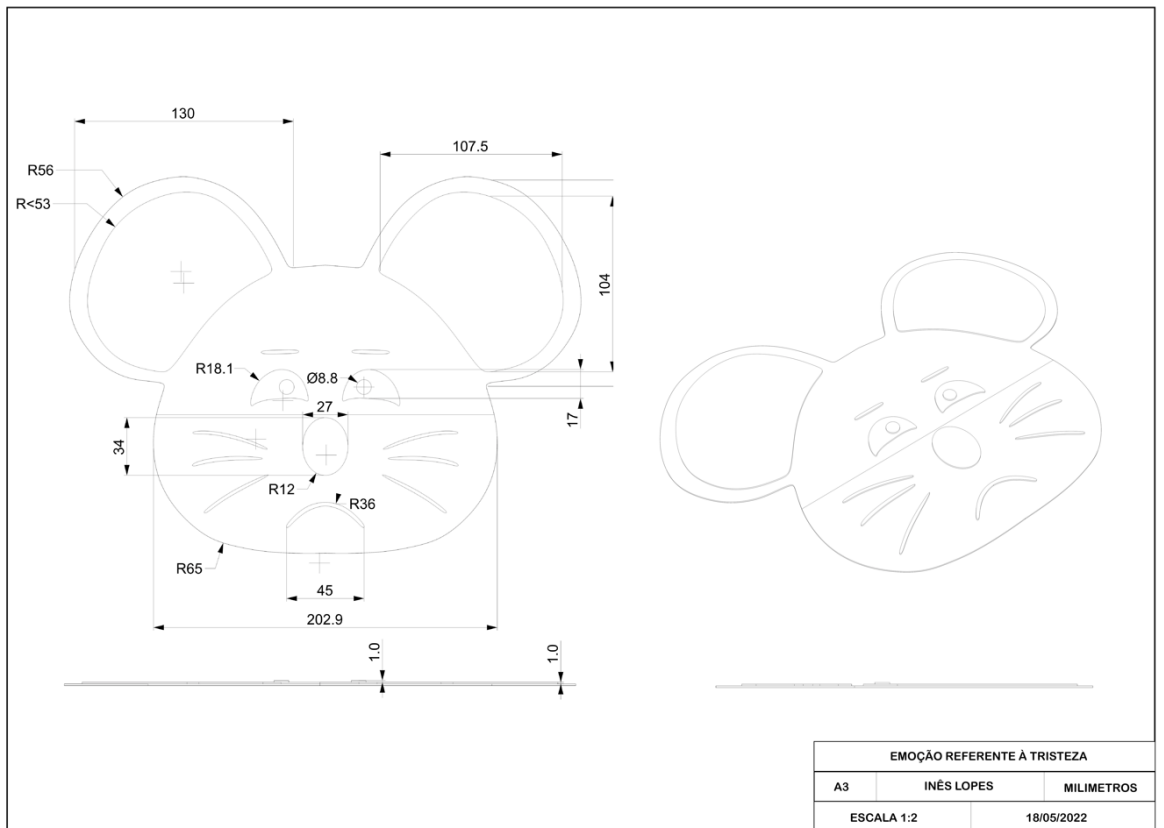 130
107.5
R56
R<53
104
R18.1
Ø8.8
27
17
34
R12
R36
R65
45
202.9
1.0
1.0
EMOÇÃO REFERENTE À TRISTEZA
A3 INÊS LOPES MILIMETROS
ESCALA 1:2 18/05/2022